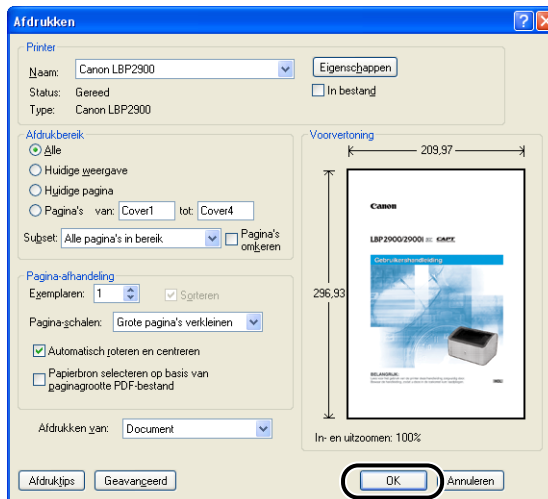 Afdrukken
Printer
Naam: Canon LBP2900
Eigenschappen
Status: Gereed
In bestand
Type: Canon LBP2900
Afdrukbereik
Alle
Huidige weergave
Huidige pagina
Pagina's van: Cover1 tot: Cover4
Subset: Alle pagina's in bereik
Pagina's omkeren
Pagina-afhandeling
Exemplaren: 1
Sorteren
Pagina-schalen: Grote pagina's verkleinen
Automatisch roteren en centreren
Papierbron selecteren op basis van
paginagrootte PDF-bestand
Afdrukken van: Document
Voorvertoning
209,97
296,93
Canon
LBP2900/2900i CAPT
Gebruikershandleiding
BELANGRIJK:
In- en uitzoomen: 100%
Afdruktips
Geavanceerd
OK
Annuleren